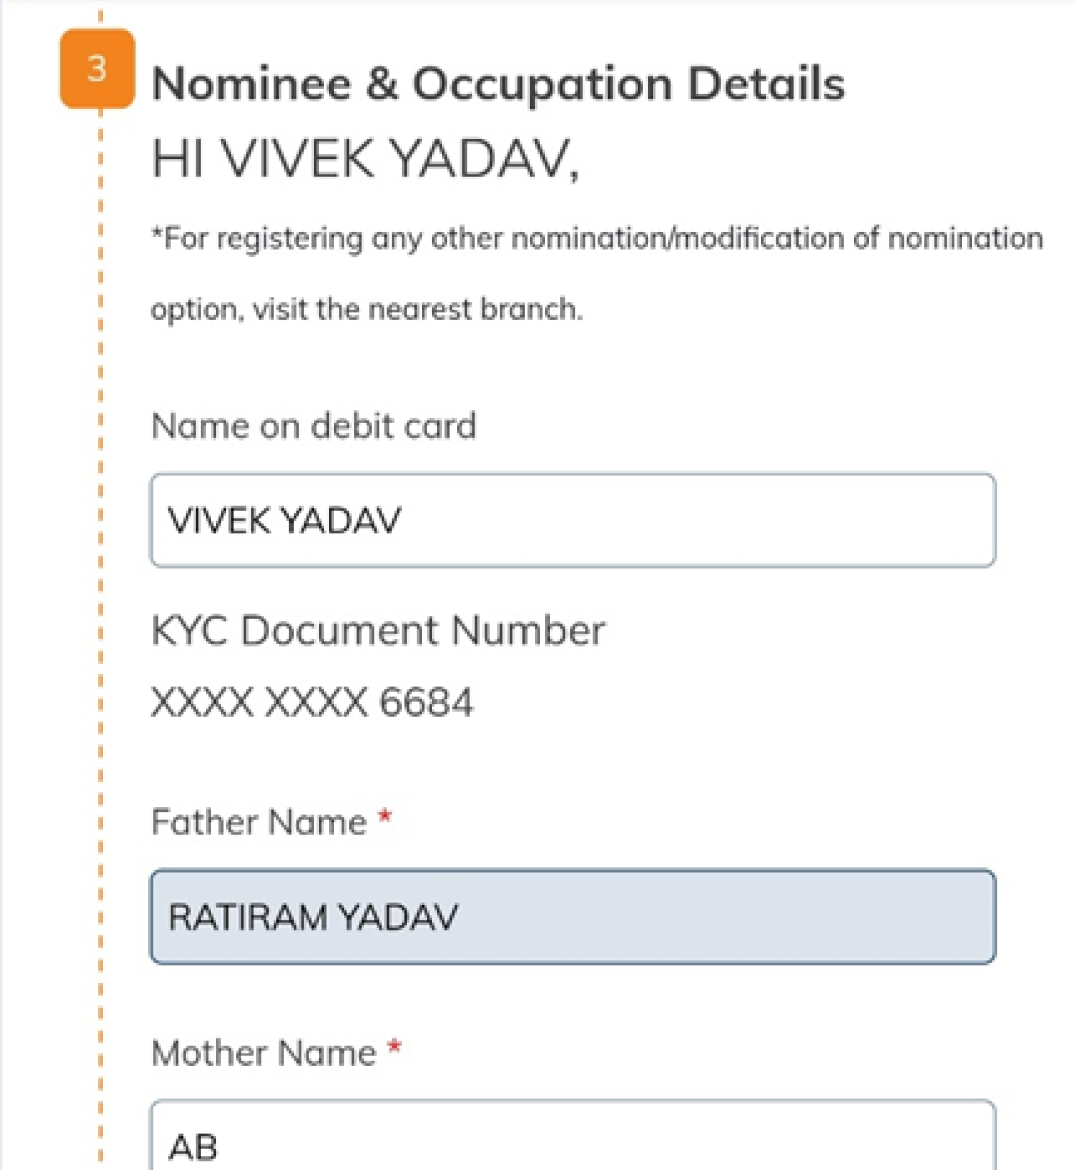 3
Nominee & Occupation Details
HI VIVEK YADAV,
*For registering any other nomination/modification of nomination
option, visit the nearest branch.
Name on debit card
VIVEK YADAV
KYC Document Number
XXXX XXXX 6684
Father Name *
RATIRAM YADAV
Mother Name *
AB